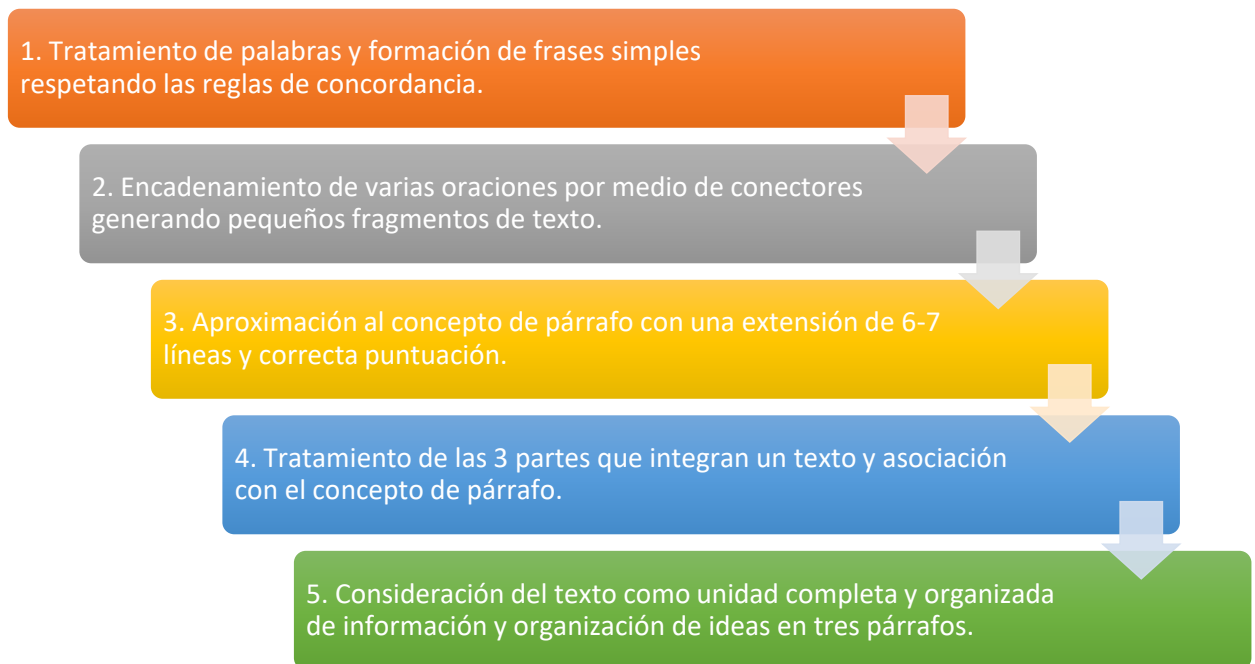 1. Tratamiento de palabras y formación de frases simples
respetando las reglas de concordancia.
2. Encadenamiento de varias oraciones por medio de conectores
generando pequeños fragmentos de texto.
3. Aproximación al concepto de párrafo con una extensión de 6-7
líneas y correcta puntuación.
4. Tratamiento de las 3 partes que integran un texto y asociación
con el concepto de párrafo.
5. Consideración del texto como unidad completa y organizada
de información y organización de ideas en tres párrafos.